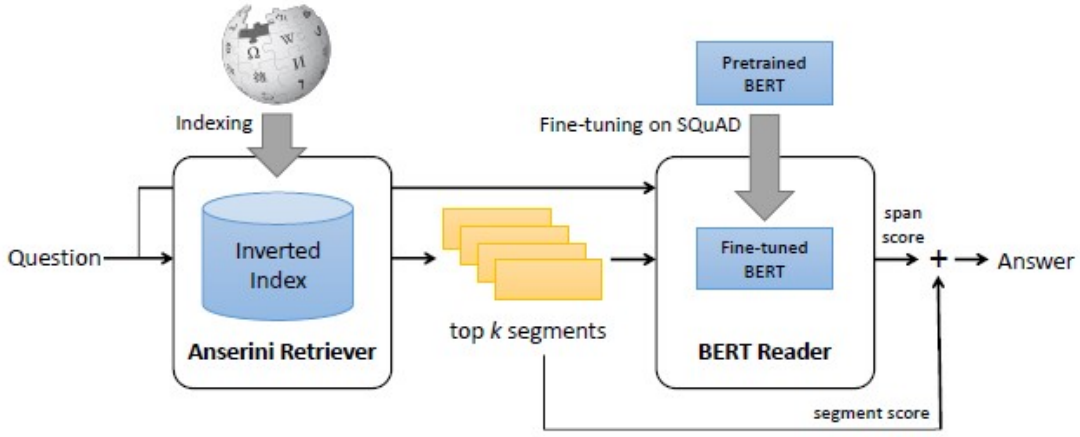 Ω
W
И
7
Indexing
Pretrained
BERT
Fine-tuning on SQuAD
Question
Inverted
Index
Anserini Retriever
top k segments
Fine-tuned
BERT
BERT Reader
span
score
+
Answer
segment score